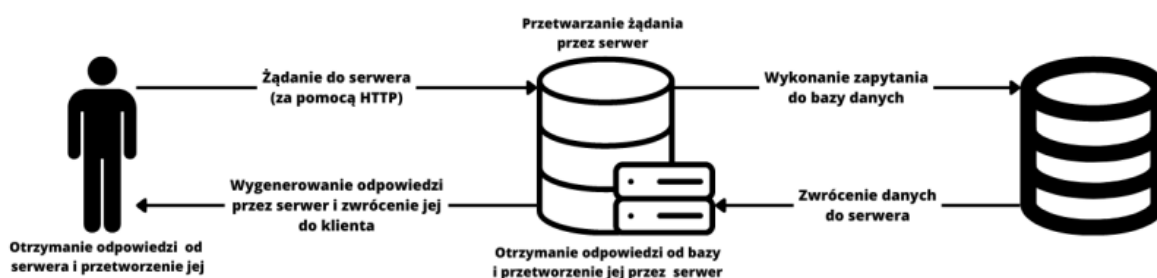 Przetwarzanie żądania
przez serwer
Żądanie do serwera
(za pomocą HTTP)
Wykonanie zapytania
do bazy danych
Wygenerowanie odpowiedzi
przez serwer i zwrócenie jej
do klienta
Zwrócenie danych
do serwera
Otrzymanie odpowiedzi od
serwera i przetworzenie jej
Otrzymanie odpowiedzi od bazy
i przetworzenie jej przez serwer